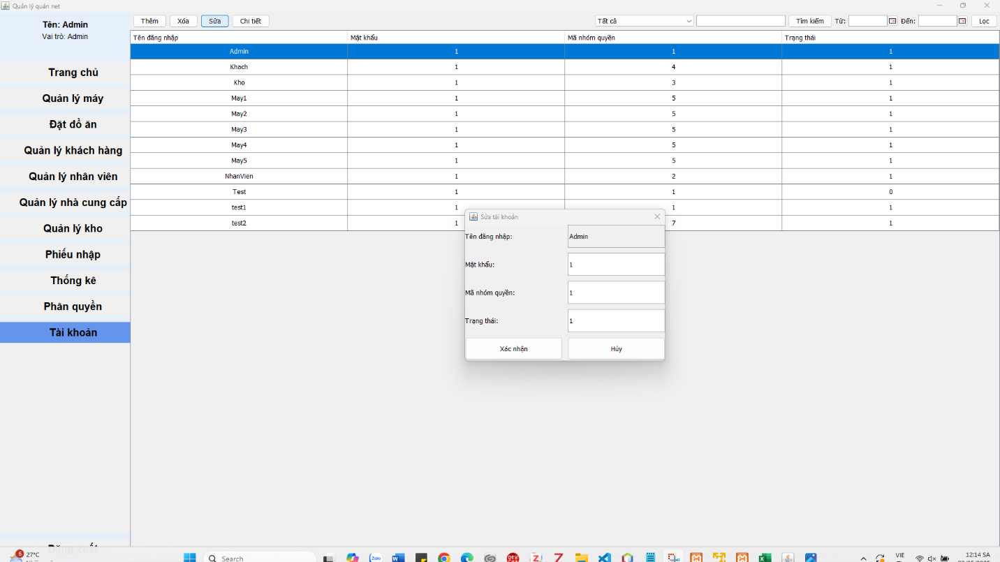 Quản lý quán net
Tên: Admin
Vai trò: Admin
Trang chủ
Quản lý máy
Đặt đồ ăn
Quản lý khách hàng
Quản lý nhân viên
Quản lý nhà cung cấp
Quản lý kho
Phiếu nhập
Thống kê
Phân quyền
Tài khoản
Đăng xuất
Thêm Xóa Sửa Chi tiết Tất cả Tìm kiếm Từ: Đến: Lọc
Tên đăng nhập Mật khẩu Mã nhóm quyền Trạng thái
Admin 1 1 1
Khach 1 4 1
Kho 1 3 1
May1 1 5 1
May2 1 5 1
May3 1 5 1
May4 1 5 1
May5 1 5 1
NhanVien 1 2 1
Test 1 1 0
test1 1 1 1
test2 1 7 1
Sửa tài khoản
Tên đăng nhập: Admin
Mật khẩu: 1
Mã nhóm quyền: 1
Trạng thái: 1
Xác nhận Hủy
6 27°C
Search
Zalo
DEV
VIE
12:14 SA